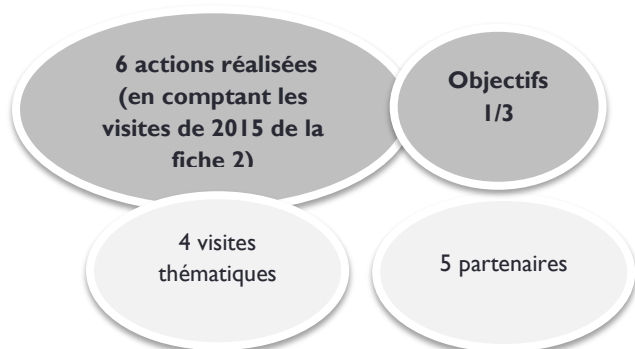 6 actions réalisées
(en comptant les
visites de 2015 de la
fiche 2)
Objectifs
1/3
4 visites
thématiques
5 partenaires